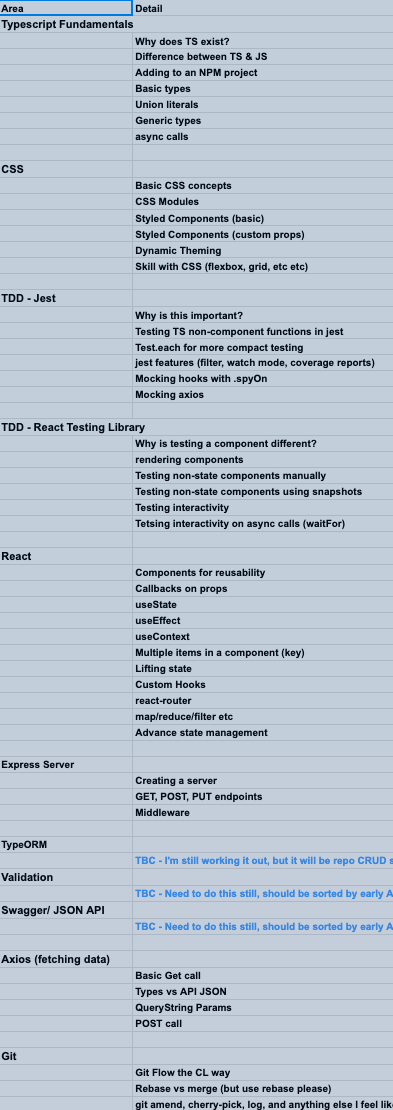 Area Detail
Typescript Fundamentals
Why does TS exist?
Difference between TS & JS
Adding to an NPM project
Basic types
Union literals
Generic types
async calls
CSS
Basic CSS concepts
CSS Modules
Styled Components (basic)
Styled Components (custom props)
Dynamic Theming
Skill with CSS (flexbox, grid, etc etc)
TDD - Jest
Why is this important?
Testing TS non-component functions in jest
Test.each for more compact testing
jest features (filter, watch mode, coverage reports)
Mocking hooks with .spyOn
Mocking axios
TDD - React Testing Library
Why is testing a component different?
rendering components
Testing non-state components manually
Testing non-state components using snapshots
Testing interactivity
Tetsing interactivity on async calls (waitFor)
React
Components for reusability
Callbacks on props
useState
useEffect
useContext
Multiple items in a component (key)
Lifting state
Custom Hooks
react-router
map/reduce/filter etc
Advance state management
Express Server
Creating a server
GET, POST, PUT endpoints
Middleware
TypeORM
TBC - I'm still working it out, but it will be repo CRUD s
Validation
TBC - Need to do this still, should be sorted by early A
Swagger/ JSON API
TBC - Need to do this still, should be sorted by early A
Axios (fetching data)
Basic Get call
Types vs API JSON
QueryString Params
POST call
Git
Git Flow the CL way
Rebase vs merge (but use rebase please)
git amend, cherry-pick, log, and anything else I feel lik